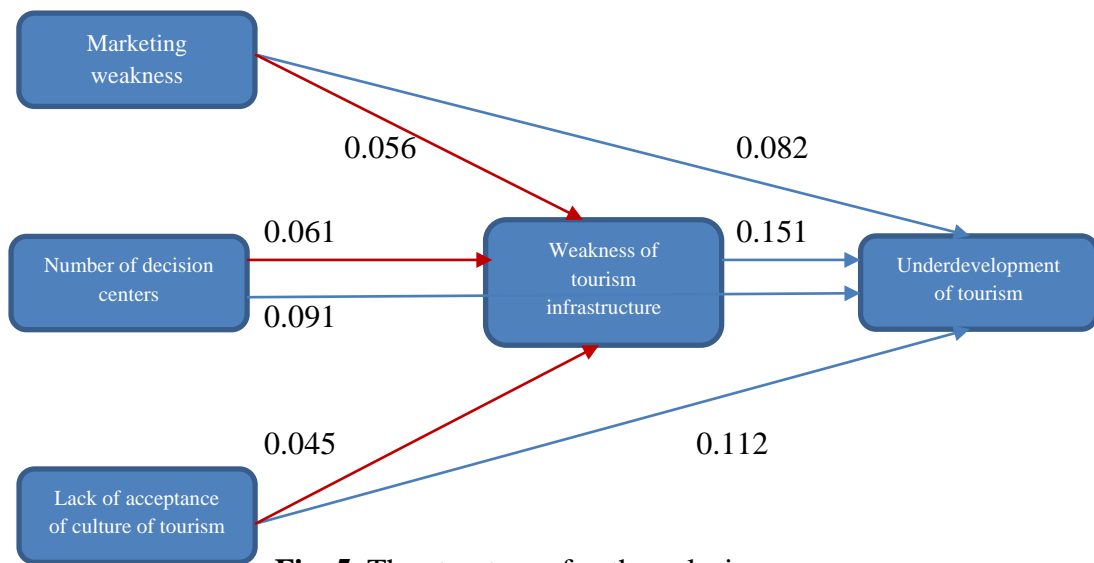 Marketing
weakness
0.056
0.082
Number of decision
centers
0.061
0.091
Weakness of
tourism
infrastructure
0.151
Underdevelopment
of tourism
0.045
0.112
Lack of acceptance
of culture of tourism